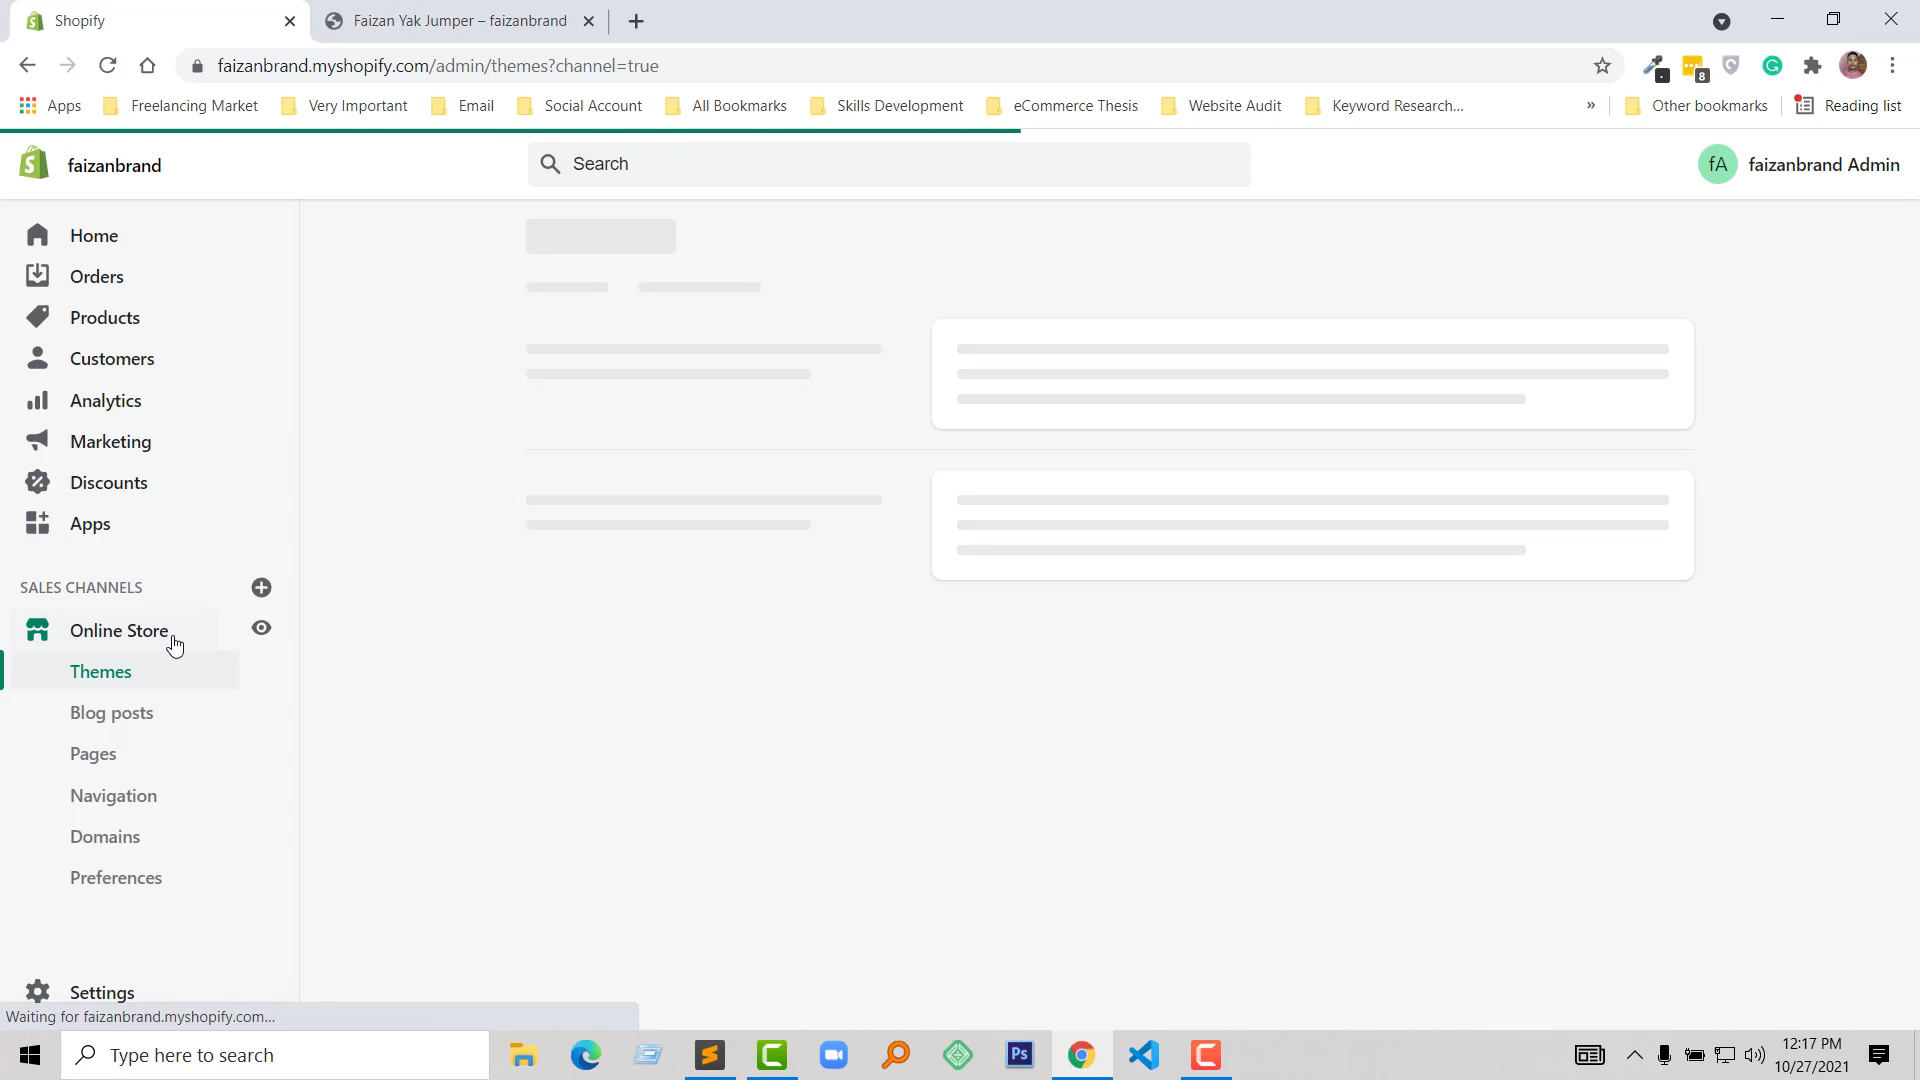 Shopify
Faizan Yak Jumper – faizanbrand
faizanbrand.myshopify.com/admin/themes?channel=true
8
Apps
Freelancing Market
Very Important
Email
Social Account
All Bookmarks
Skills Development
eCommerce Thesis
Website Audit
Keyword Research...
»
Other bookmarks
Reading list
faizanbrand
Search
fA
faizanbrand Admin
Home
Orders
Products
Customers
Analytics
Marketing
Discounts
Apps
SALES CHANNELS
Online Store
Themes
Blog posts
Pages
Navigation
Domains
Preferences
Settings
Waiting for faizanbrand.myshopify.com...
Type here to search
Ps
12:17 PM
10/27/2021